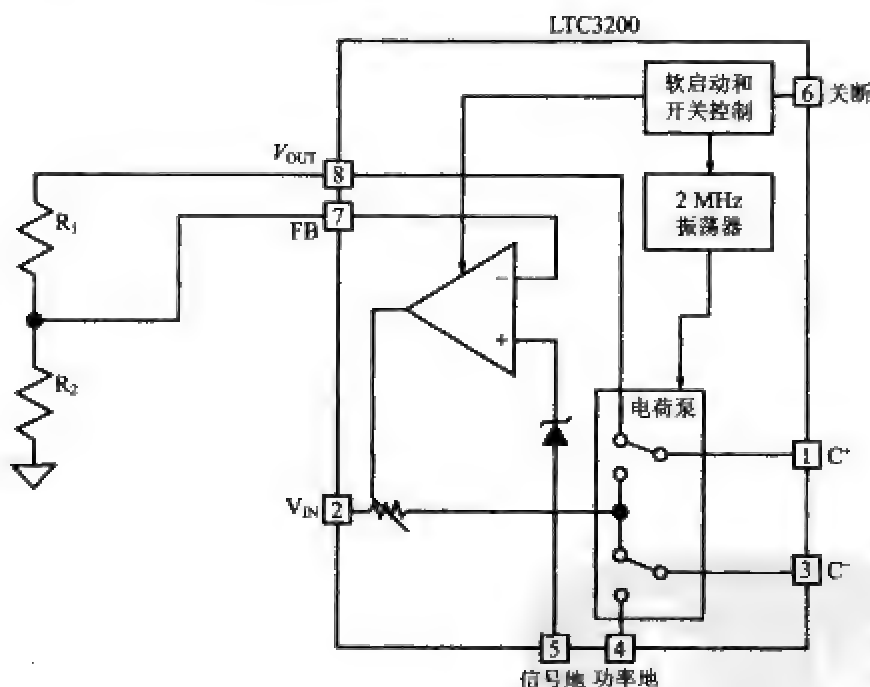 LTC3200
软启动和
开关控制
6 关断
VOUT
8
7
FB
2 MHz
振荡器
R1
R2
−
+
电荷泵
1 C+
VIN 2
3 C−
5 4
信号地 功率地